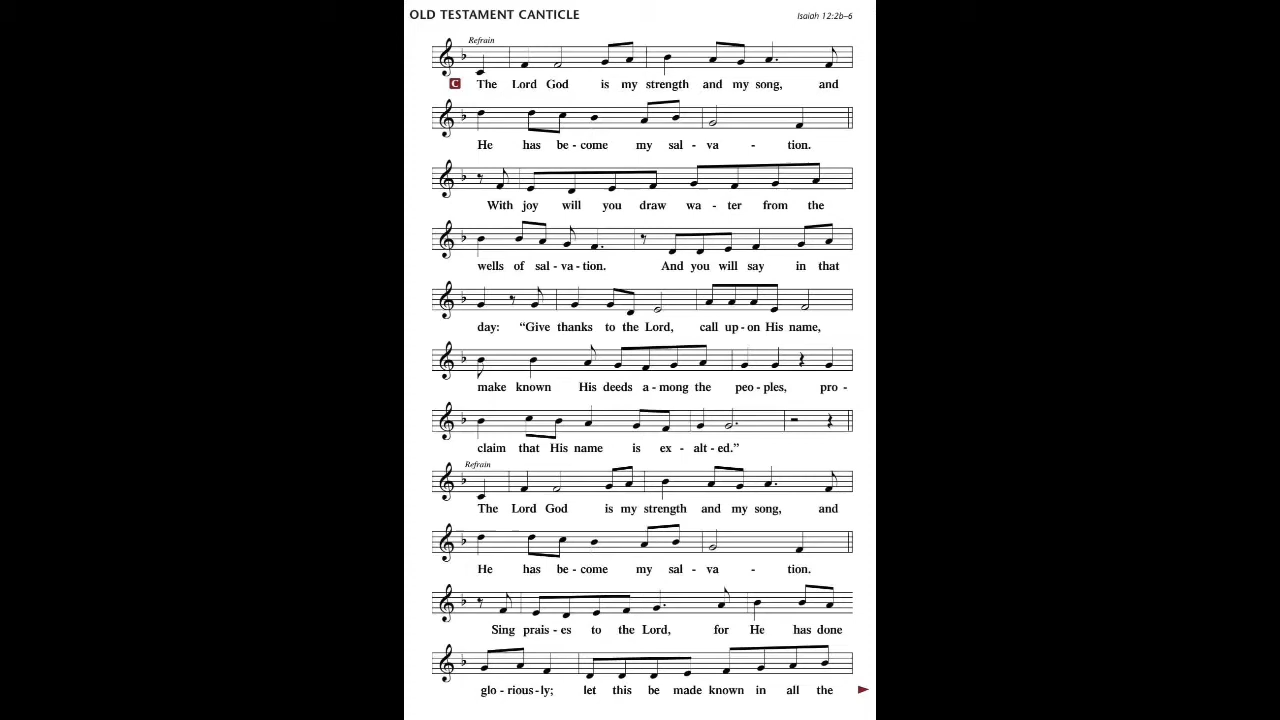 OLD TESTAMENT CANTICLE Isaiah 12:2b–6
Refrain
C The Lord God is my strength and my song, and
He has be - come my sal - va - tion.
With joy will you draw wa - ter from the
wells of sal - va - tion. And you will say in that
day: “Give thanks to the Lord, call up - on His name,
make known His deeds a - mong the peo - ples, pro -
claim that His name is ex - alt - ed.”
Refrain
The Lord God is my strength and my song, and
He has be - come my sal - va - tion.
Sing prais - es to the Lord, for He has done
glo - rious - ly; let this be made known in all the